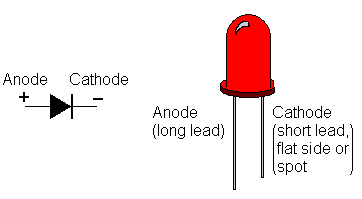 Anode Cathode
+ −
Anode
(long lead)
Cathode
(short lead,
flat side or
(spot )